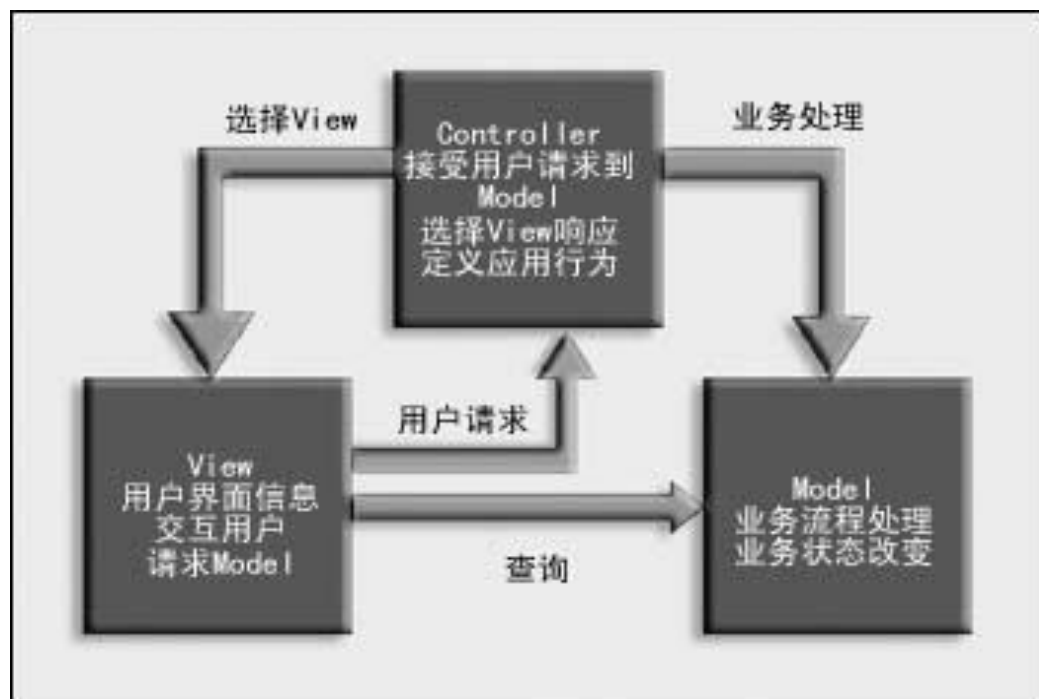 选择View
业务处理
Controller
接受用户请求到
Model
选择View响应
定义应用行为
用户请求
View
用户界面信息
交互用户
请求Model
查询
Model
业务流程处理
业务状态改变